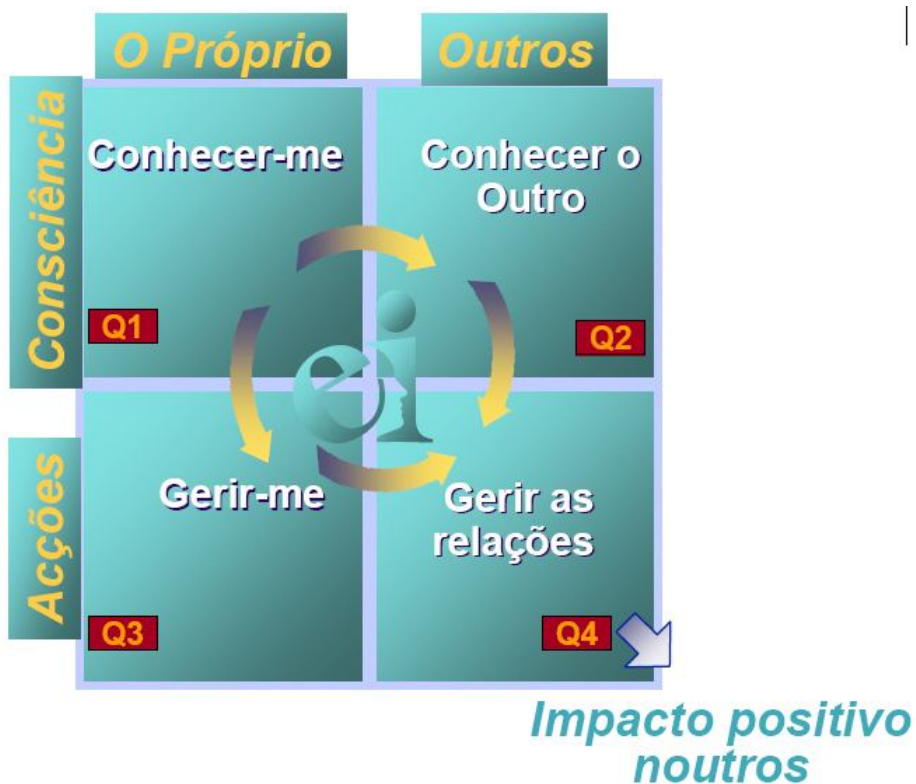 O Próprio
Outros
Consciência
Conhecer-me
Conhecer o
Outro
Q1
Q2
ei
Acções
Gerir-me
Gerir as
relações
Q3
Q4
Impacto positivo
noutros